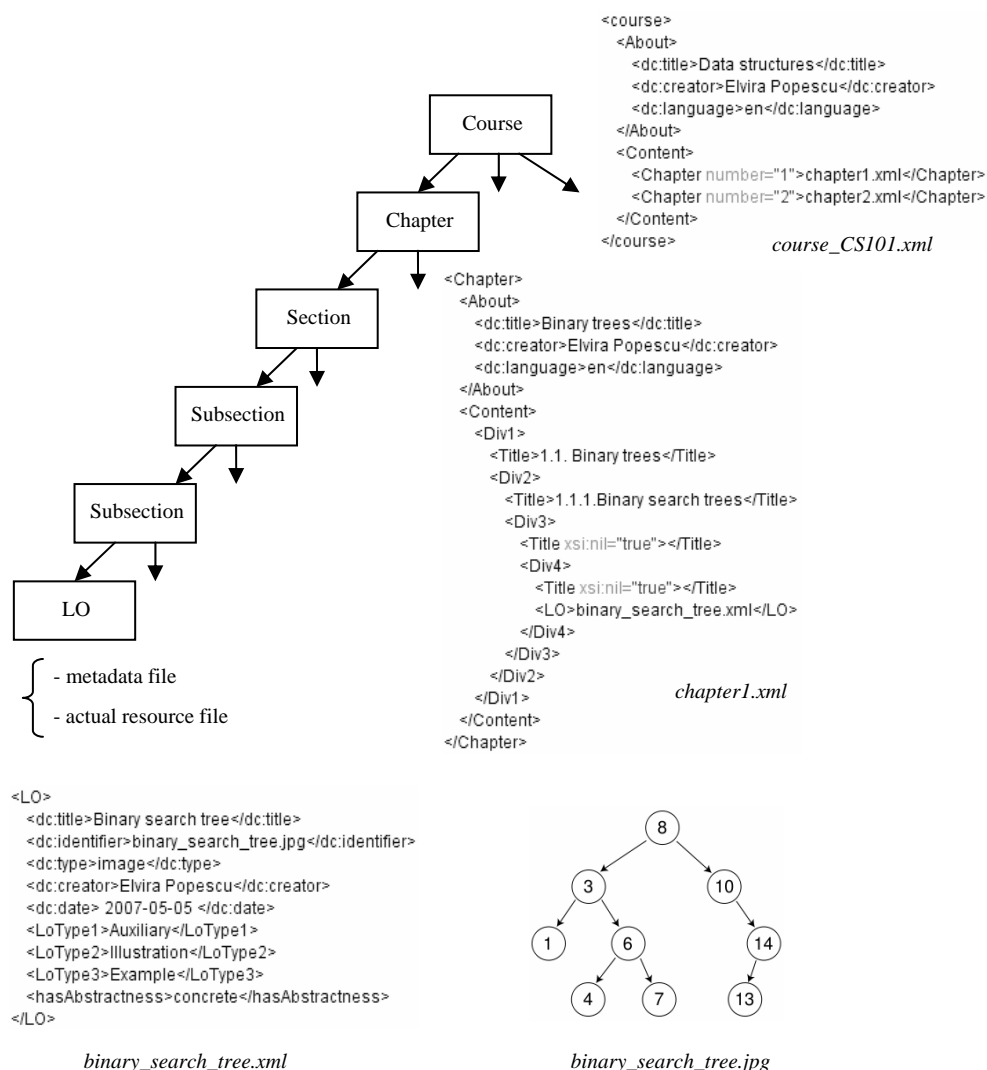 <course>
<About>
<dc:title>Data structures</dc:title>
<dc:creator>Elvira Popescu</dc:creator>
<dc:language>en</dc:language>
</About>
<Content>
<Chapter number="1">chapter1.xml</Chapter>
<Chapter number="2">chapter2.xml</Chapter>
</Content>
</course>
course_CS101.xml
Course
Chapter
Section
Subsection
Subsection
LO
- metadata file
- actual resource file
<Chapter>
<About>
<dc:title>Binary trees</dc:title>
<dc:creator>Elvira Popescu</dc:creator>
<dc:language>en</dc:language>
</About>
<Content>
<Div1>
<Title>1.1. Binary trees</Title>
<Div2>
<Title>1.1.1.Binary search trees</Title>
<Div3>
<Title xsi:nil="true"></Title>
<Div4>
<Title xsi:nil="true"></Title>
<LO>binary_search_tree.xml</LO>
</Div4>
</Div3>
</Div2>
</Div1>
</Content>
</Chapter>
chapter1.xml
<LO>
<dc:title>Binary search tree</dc:title>
<dc:identifier>binary_search_tree.jpg</dc:identifier>
<dc:type>image</dc:type>
<dc:creator>Elvira Popescu</dc:creator>
<dc:date> 2007-05-05 </dc:date>
<LoType1>Auxiliary</LoType1>
<LoType2>Illustration</LoType2>
<LoType3>Example</LoType3>
<hasAbstractness>concrete</hasAbstractness>
</LO>
binary_search_tree.xml
8
3 10
1 6 14
4 7 13
binary_search_tree.jpg